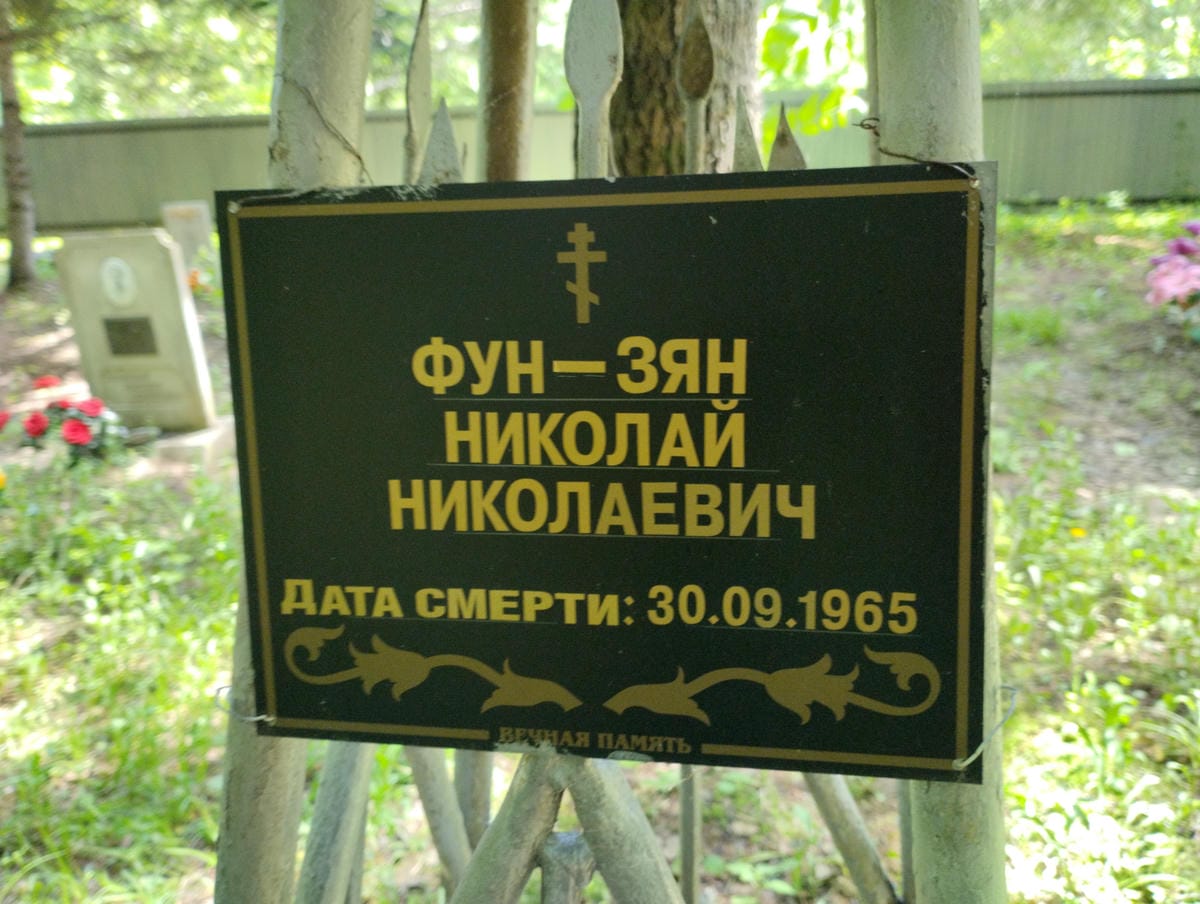 ФУН-ЗЯН
НИКОЛАЙ
НИКОЛАЕВИЧ
ДАТА СМЕРТИ: 30.09.1965
ВЕЧНАЯ ПАМЯТЬ